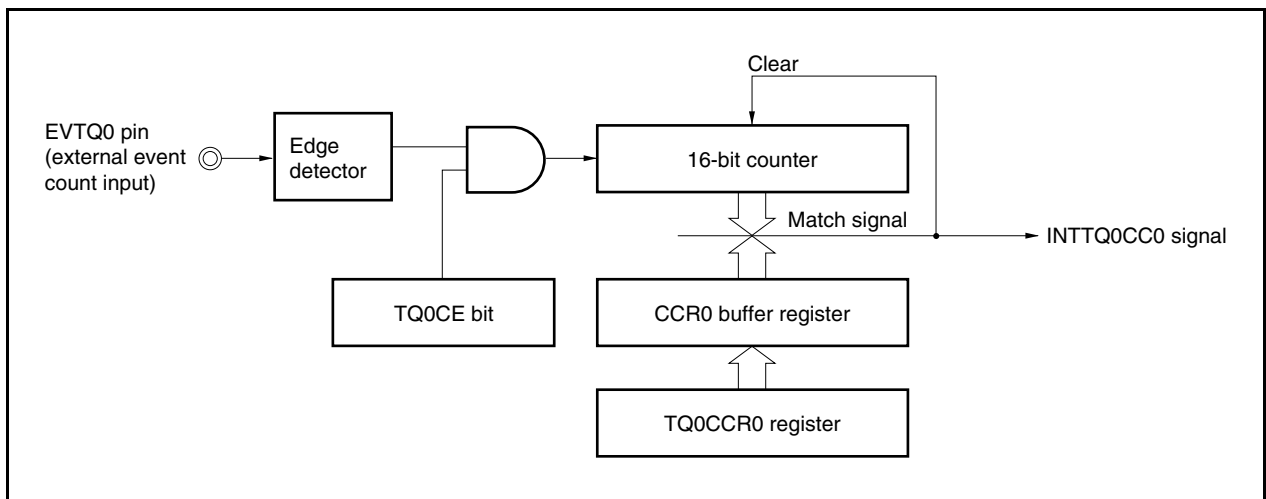 Clear
EVTQ0 pin
(external event
count input)
Edge
detector
16-bit counter
Match signal
INTTQ0CC0 signal
TQ0CE bit
CCR0 buffer register
TQ0CCR0 register